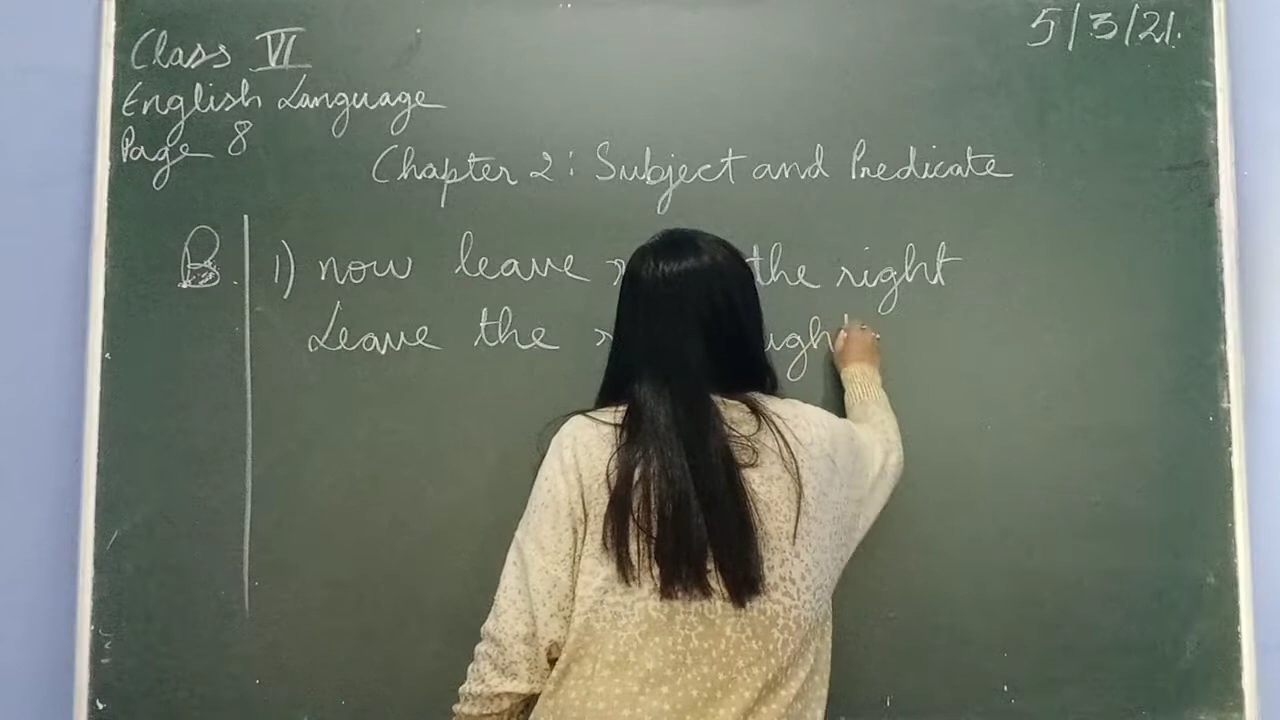 Class VI
5/3/21.
English Language
Page 8
Chapter 2: Subject and Predicate
B. 1) now leave the right
Leave the